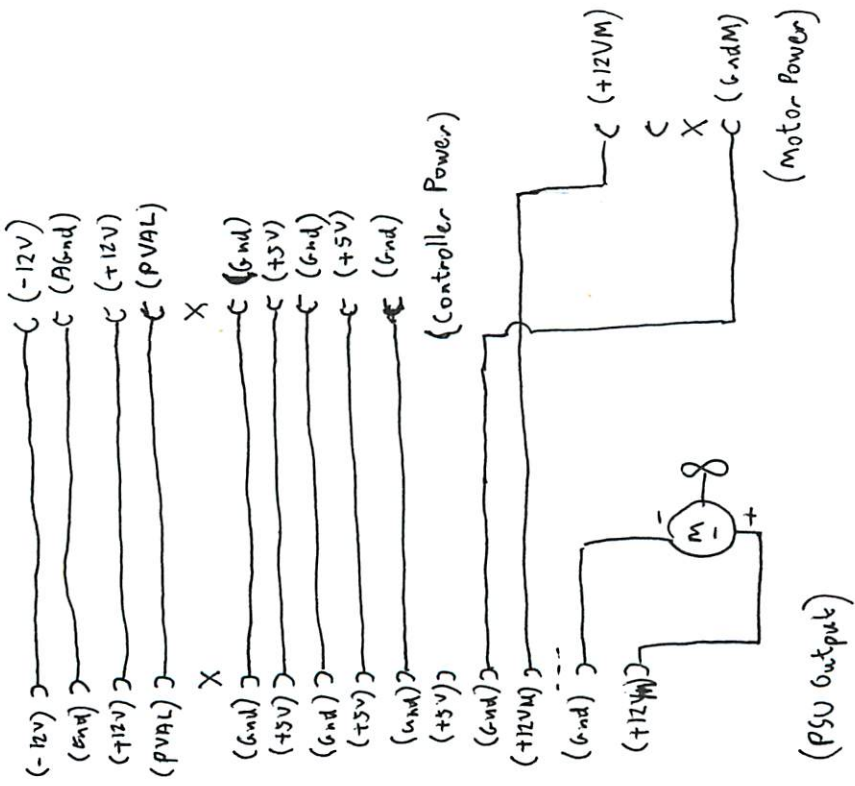 (-12V) (-12V)
(Gnd) (AGnd)
(+12V) (+12V)
(PVAL) (PVAL)
X X
(Gnd) (Gnd)
(+5V) (+5V)
(Gnd) (Gnd)
(+5V) (+5V)
(Gnd) (Gnd)
(+5V)
(Controller Power)
(Gnd)
(+12VM) (+12VM)
X
(Gnd) (GndM)
- M +
(+12VM)
(Motor Power)
(PSU Output)